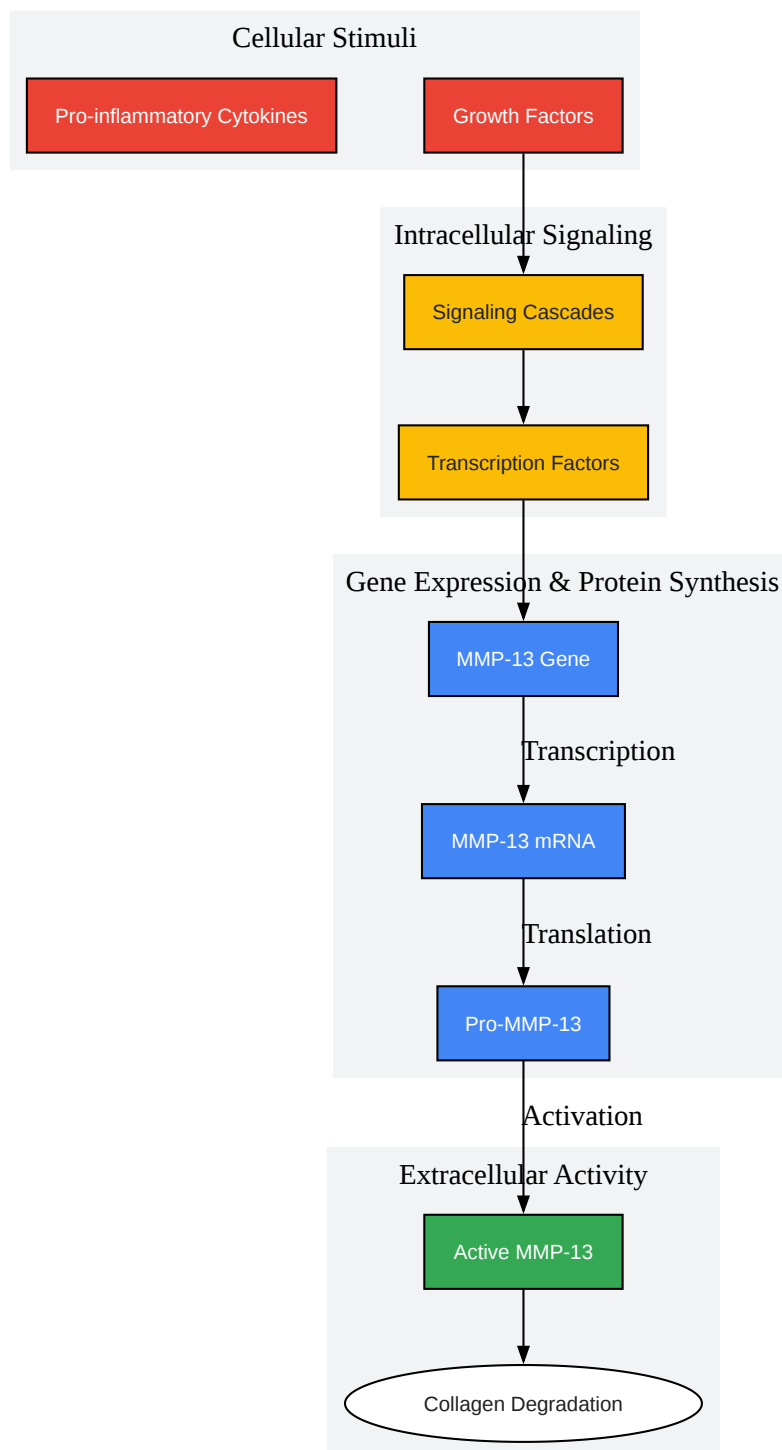 Cellular Stimuli
Pro-inflammatory Cytokines
Growth Factors
Intracellular Signaling
Signaling Cascades
Transcription Factors
Gene Expression & Protein Synthesis
MMP-13 Gene
Transcription
MMP-13 mRNA
Translation
Pro-MMP-13
Activation
Extracellular Activity
Active MMP-13
Collagen Degradation